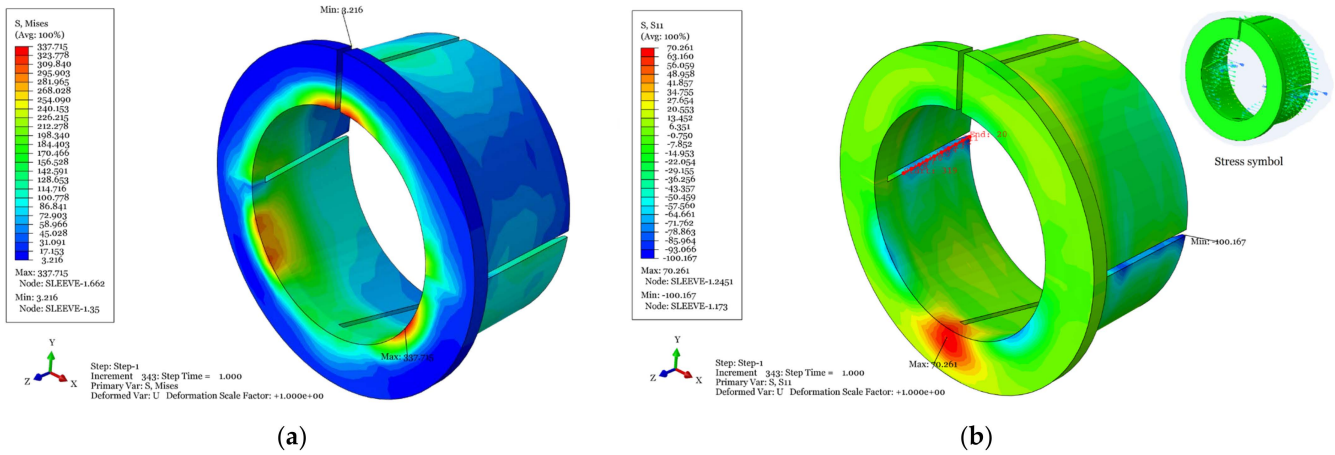 S, Mises
(Avg: 100%)
337.715
323.778
309.840
295.903
281.965
268.028
254.090
240.153
226.215
212.278
198.340
184.403
170.466
156.528
142.591
128.653
114.716
100.778
86.841
72.903
58.966
45.028
31.091
17.153
3.216
Max: 337.715
Node: SLEEVE-1.662
Min: 3.216
Node: SLEEVE-1.35
Min: 3.216
Max: 337.715
Y
Z
X
Step: Step-1
Increment 343: Step Time = 1.000
Primary Var: S, Mises
Deformed Var: U Deformation Scale Factor: +1.000e+00
(a)
S, S11
(Avg: 100%)
70.261
63.160
56.059
48.958
41.857
34.755
27.654
20.553
13.452
6.351
-0.750
-7.852
-14.953
-22.054
-29.155
-36.256
-43.357
-50.459
-57.560
-64.661
-71.762
-78.863
-85.964
-93.066
-100.167
Max: 70.261
Node: SLEEVE-1.2451
Min: -100.167
Node: SLEEVE-1.173
End: 20
Min: -100.167
Max: 70.261
Stress symbol
Y
Z
X
Step: Step-1
Increment 343: Step Time = 1.000
Primary Var: S, S11
Deformed Var: U Deformation Scale Factor: +1.000e+00
(b)